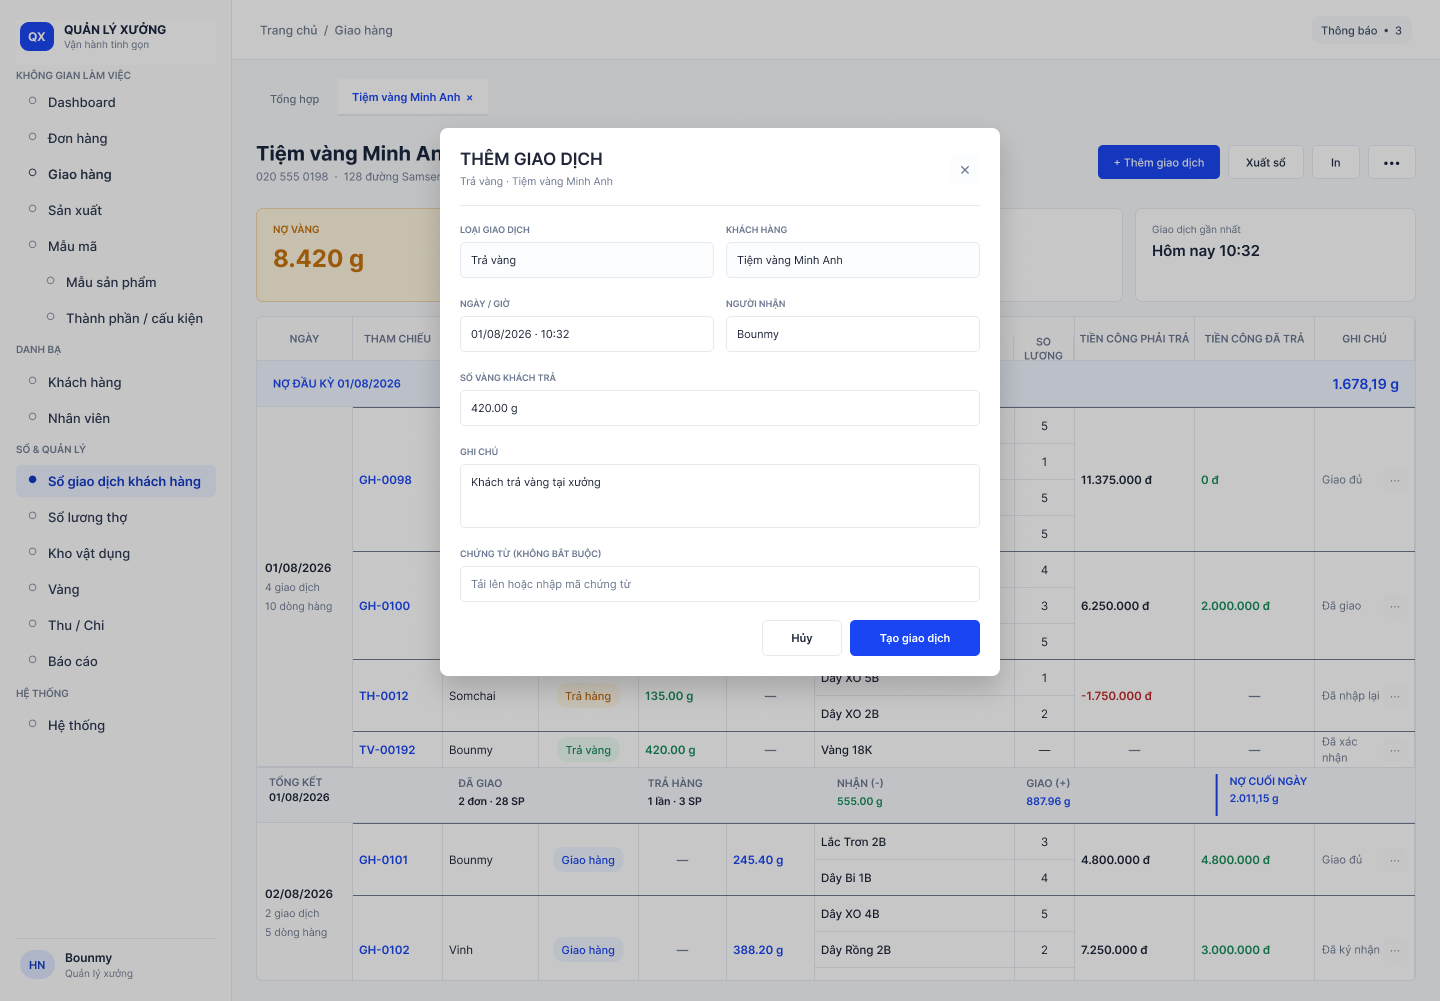 QX
QUẢN LÝ XƯỞNG
Vận hành tinh gọn
KHÔNG GIAN LÀM VIỆC
Dashboard
Đơn hàng
Giao hàng
Sản xuất
Mẫu mã
Mẫu sản phẩm
Thành phần / cấu kiện
DANH BẠ
Khách hàng
Nhân viên
SỔ & QUẢN LÝ
Sổ giao dịch khách hàng
Sổ lương thợ
Kho vật dụng
Vàng
Thu / Chi
Báo cáo
HỆ THỐNG
Hệ thống
HN
Bounmy
Quản lý xưởng
Trang chủ / Giao hàng
Thông báo • 3
Tổng hợp
Tiệm vàng Minh Anh ×
Tiệm vàng Minh An
020 555 0198 · 128 đường Samser
+ Thêm giao dịch
Xuất sổ
In
•••
NỢ VÀNG
8.420 g
Giao dịch gần nhất
Hôm nay 10:32
THÊM GIAO DỊCH
Trả vàng · Tiệm vàng Minh Anh
×
LOẠI GIAO DỊCH
Trả vàng
KHÁCH HÀNG
Tiệm vàng Minh Anh
NGÀY / GIỜ
01/08/2026 · 10:32
NGƯỜI NHẬN
Bounmy
SỐ VÀNG KHÁCH TRẢ
420.00 g
GHI CHÚ
Khách trả vàng tại xưởng
CHỨNG TỪ (KHÔNG BẮT BUỘC)
Tải lên hoặc nhập mã chứng từ
Hủy
Tạo giao dịch
NGÀY
THAM CHIẾU
SO LƯỢNG
TIỀN CÔNG PHẢI TRẢ
TIỀN CÔNG ĐÃ TRẢ
GHI CHÚ
NỢ ĐẦU KỲ 01/08/2026
1.678,19 g
01/08/2026
4 giao dịch
10 dòng hàng
GH-0098
5
1
5
5
11.375.000 đ
0 đ
Giao đủ
...
GH-0100
4
3
5
6.250.000 đ
2.000.000 đ
Đã giao
...
TH-0012
Somchai
Trả hàng
135.00 g
—
Dây XO 5B
1
Dây XO 2B
2
-1.750.000 đ
—
Đã nhập lại
...
TV-00192
Bounmy
Trả vàng
420.00 g
—
Vàng 18K
—
—
—
Đã xác nhận
...
TỔNG KẾT
01/08/2026
ĐÃ GIAO
2 đơn · 28 SP
TRẢ HÀNG
1 lần · 3 SP
NHẬN (-)
555.00 g
GIAO (+)
887.96 g
NỢ CUỐI NGÀY
2.011,15 g
02/08/2026
2 giao dịch
5 dòng hàng
GH-0101
Bounmy
Giao hàng
—
245.40 g
Lắc Trơn 2B
3
Dây Bi 1B
4
4.800.000 đ
4.800.000 đ
Giao đủ
...
GH-0102
Vinh
Giao hàng
—
388.20 g
Dây XO 4B
5
Dây Rồng 2B
2
7.250.000 đ
3.000.000 đ
Đã ký nhận
...